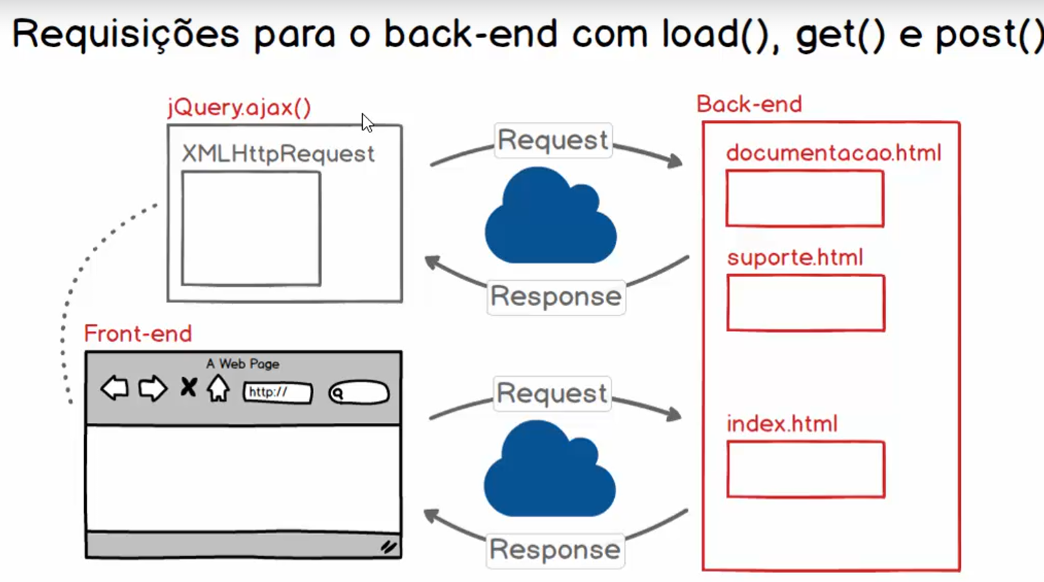 Requisições para o back-end com load(), get() e post()
jQuery.ajax()
XMLHttpRequest
Request
Response
Back-end
documentacao.html
suporte.html
Front-end
A Web Page
http://
Request
Response
index.html